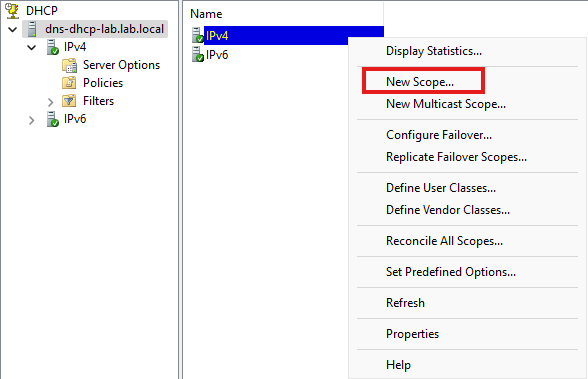 DHCP
dns-dhcp-lab.lab.local
IPv4
Server Options
Policies
Filters
IPv6
Name
IPv4
IPv6
Display Statistics...
New Scope...
New Multicast Scope...
Configure Failover...
Replicate Failover Scopes...
Define User Classes...
Define Vendor Classes...
Reconcile All Scopes...
Set Predefined Options...
Refresh
Properties
Help